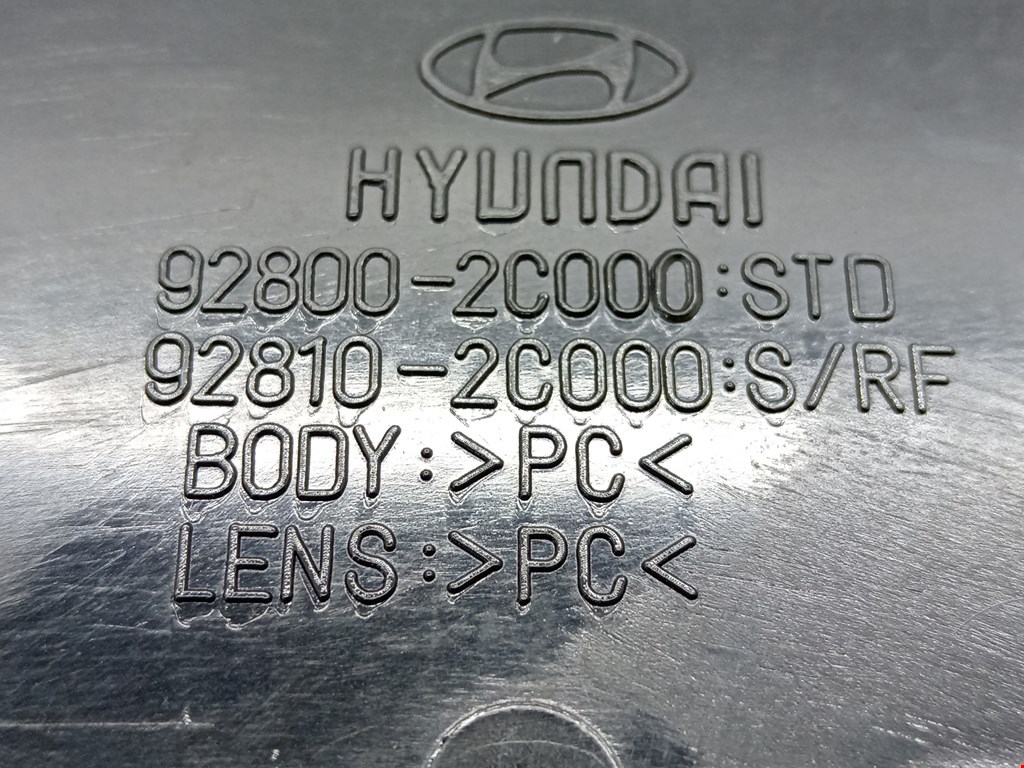 HYUNDAI
92800-2C000:STD
92810-2C000:S/RF
BODY:>PC<
LENS:>PC<